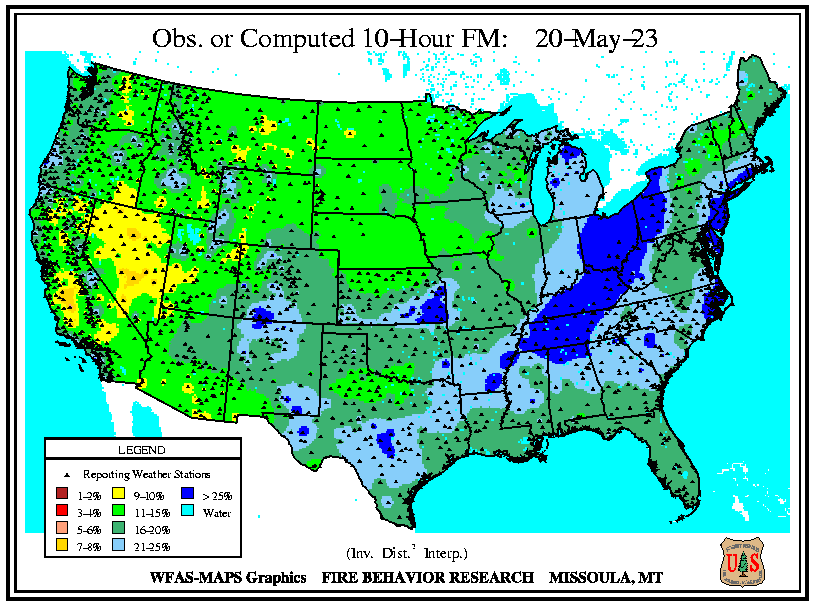 Obs. or Computed 10-Hour FM: 20-May-23
LEGEND
Reporting Weather Stations
1-2% 9-10% > 25%
3-4% 11-15% Water
5-6% 16-20%
7-8% 21-25%
(Inv. Dist.² Interp.)
WFAS-MAPS Graphics FIRE BEHAVIOR RESEARCH MISSOULA, MT
U S